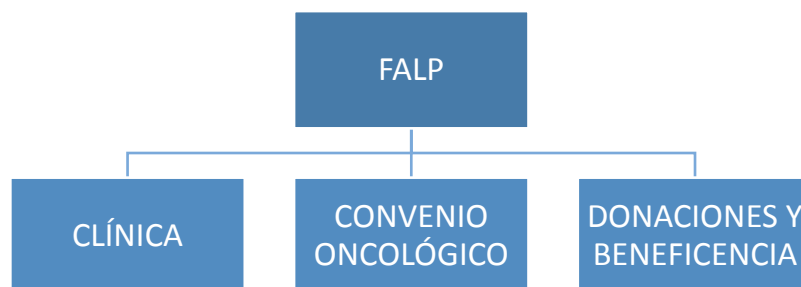 FALP
CLÍNICA
CONVENIO
ONCOLÓGICO
DONACIONES Y
BENEFICENCIA